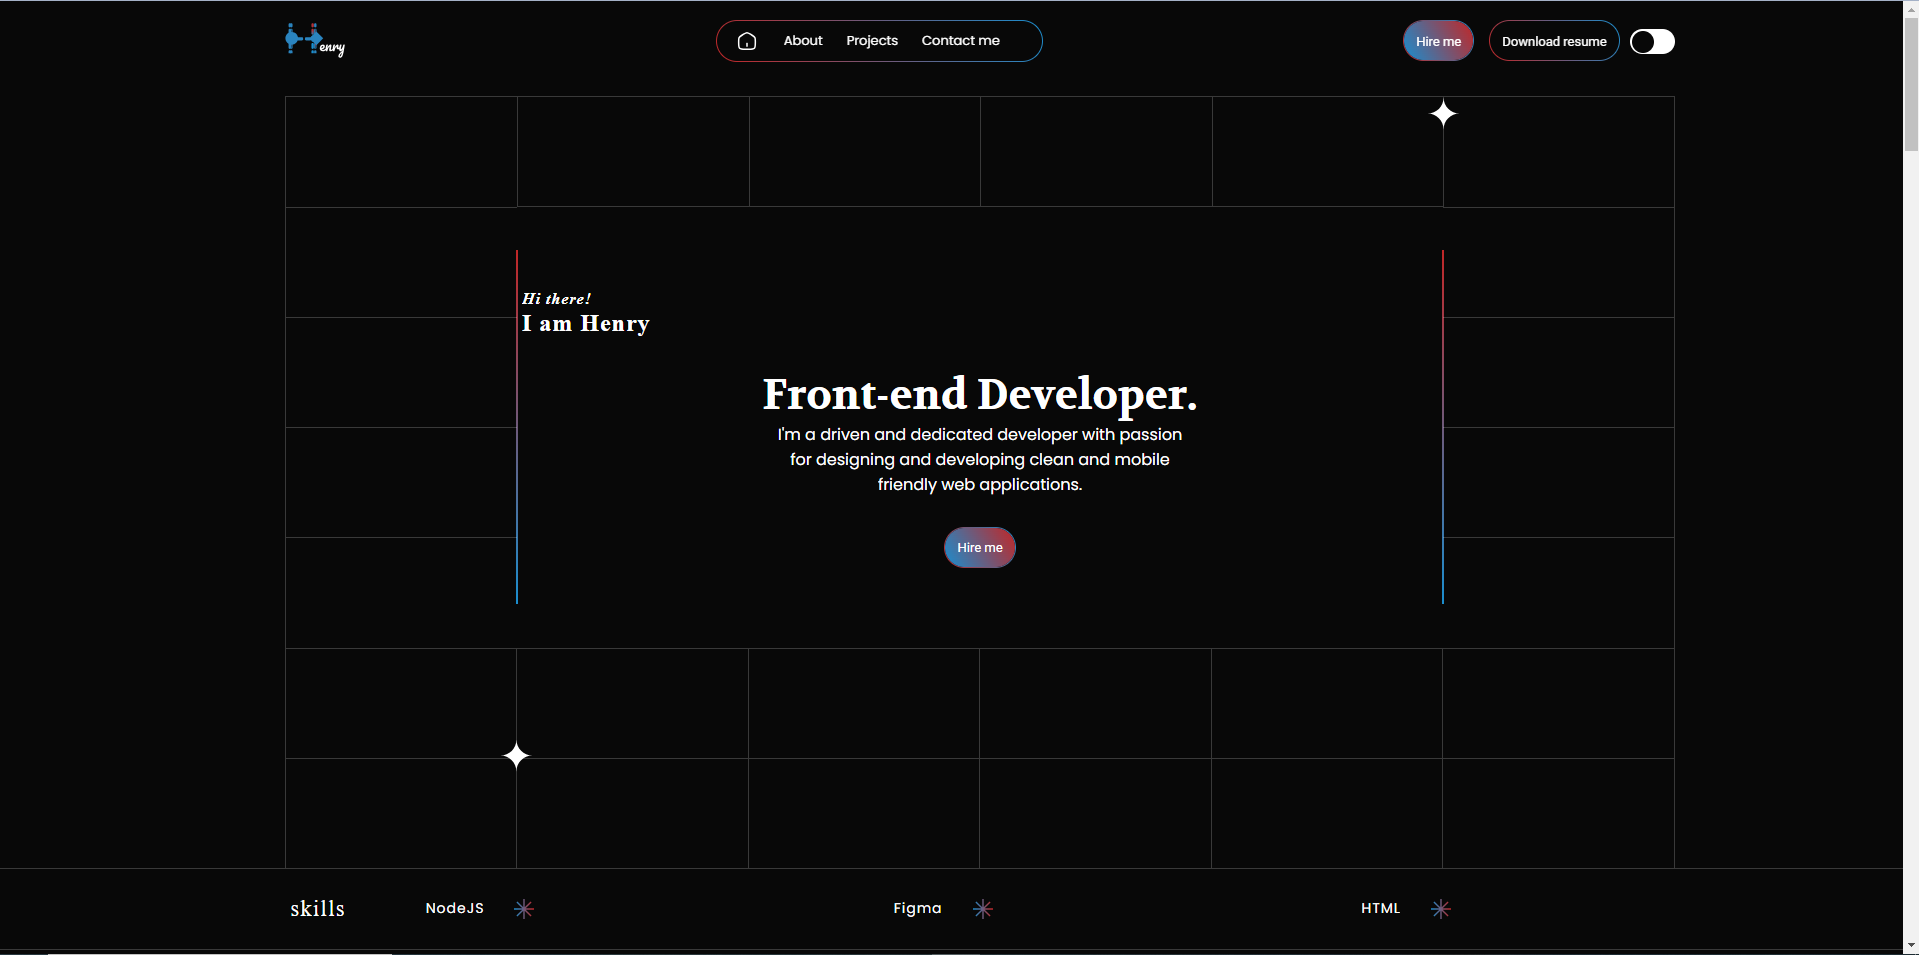 Henry
About
Projects
Contact me
Hire me
Download resume
Hi there!
I am Henry
Front-end Developer.
I'm a driven and dedicated developer with passion
for designing and developing clean and mobile
friendly web applications.
Hire me
skills
NodeJS
Figma
HTML